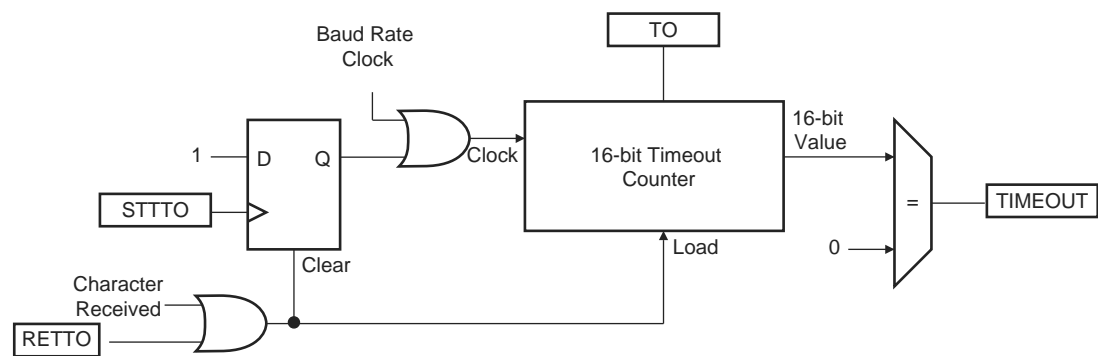 TO
Baud Rate
Clock
16-bit
Value
1
D
Q
Clock
16-bit Timeout
Counter
STTTO
=
TIMEOUT
Clear
Load
0
Character
Received
RETTO